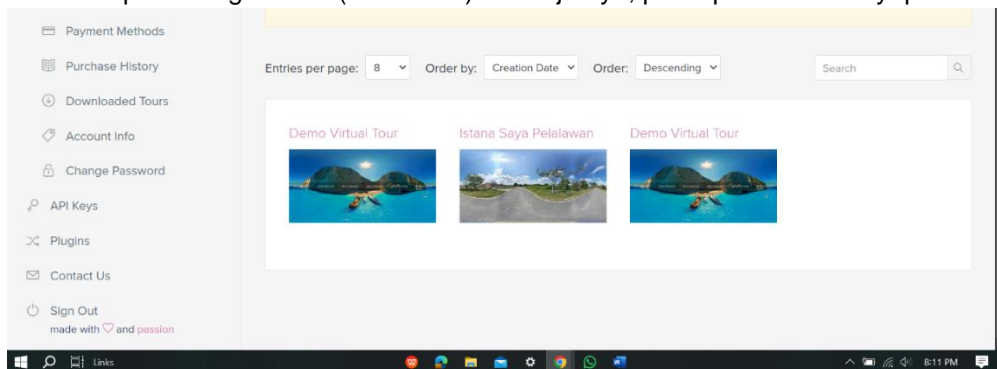 Payment Methods
Purchase History
Downloaded Tours
Account Info
Change Password
API Keys
Plugins
Contact Us
Sign Out
made with ♡ and passion
Entries per page: 8 Order by: Creation Date Order: Descending Search
Demo Virtual Tour Istana Saya Pelalawan Demo Virtual Tour
Links 8:11 PM